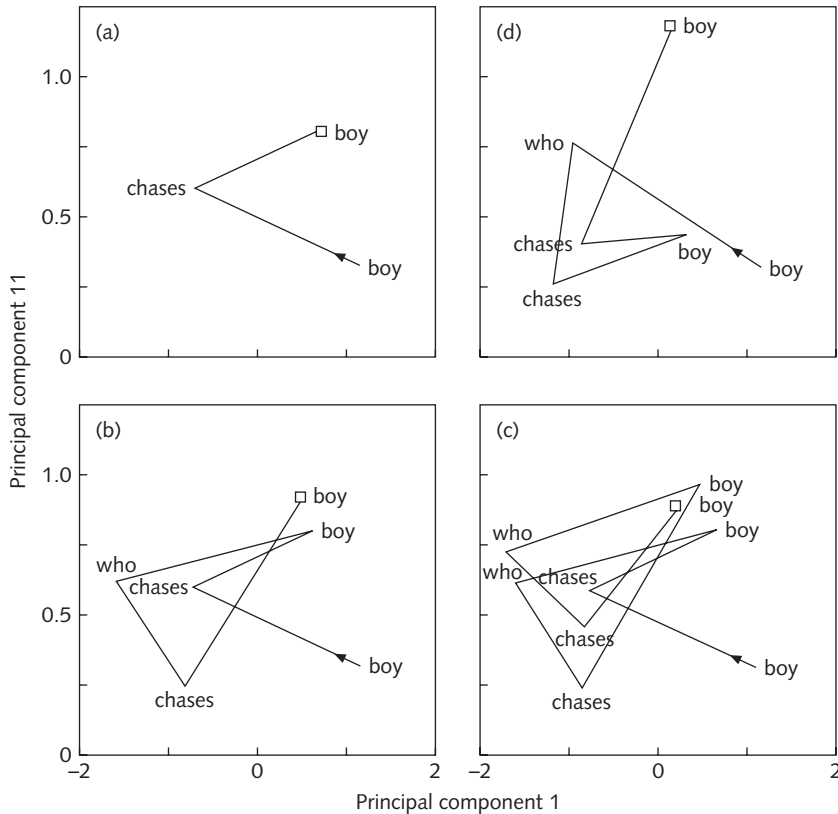 (a)
1.0
boy
chases
0.5
boy
0
(d)
boy
who
chases
boy
boy
chases
Principal component 11
(b)
1.0
boy
boy
who
chases
0.5
boy
chases
0
−2
0
2
(c)
boy
boy
who
boy
who
chases
chases
boy
chases
−2
0
2
Principal component 1